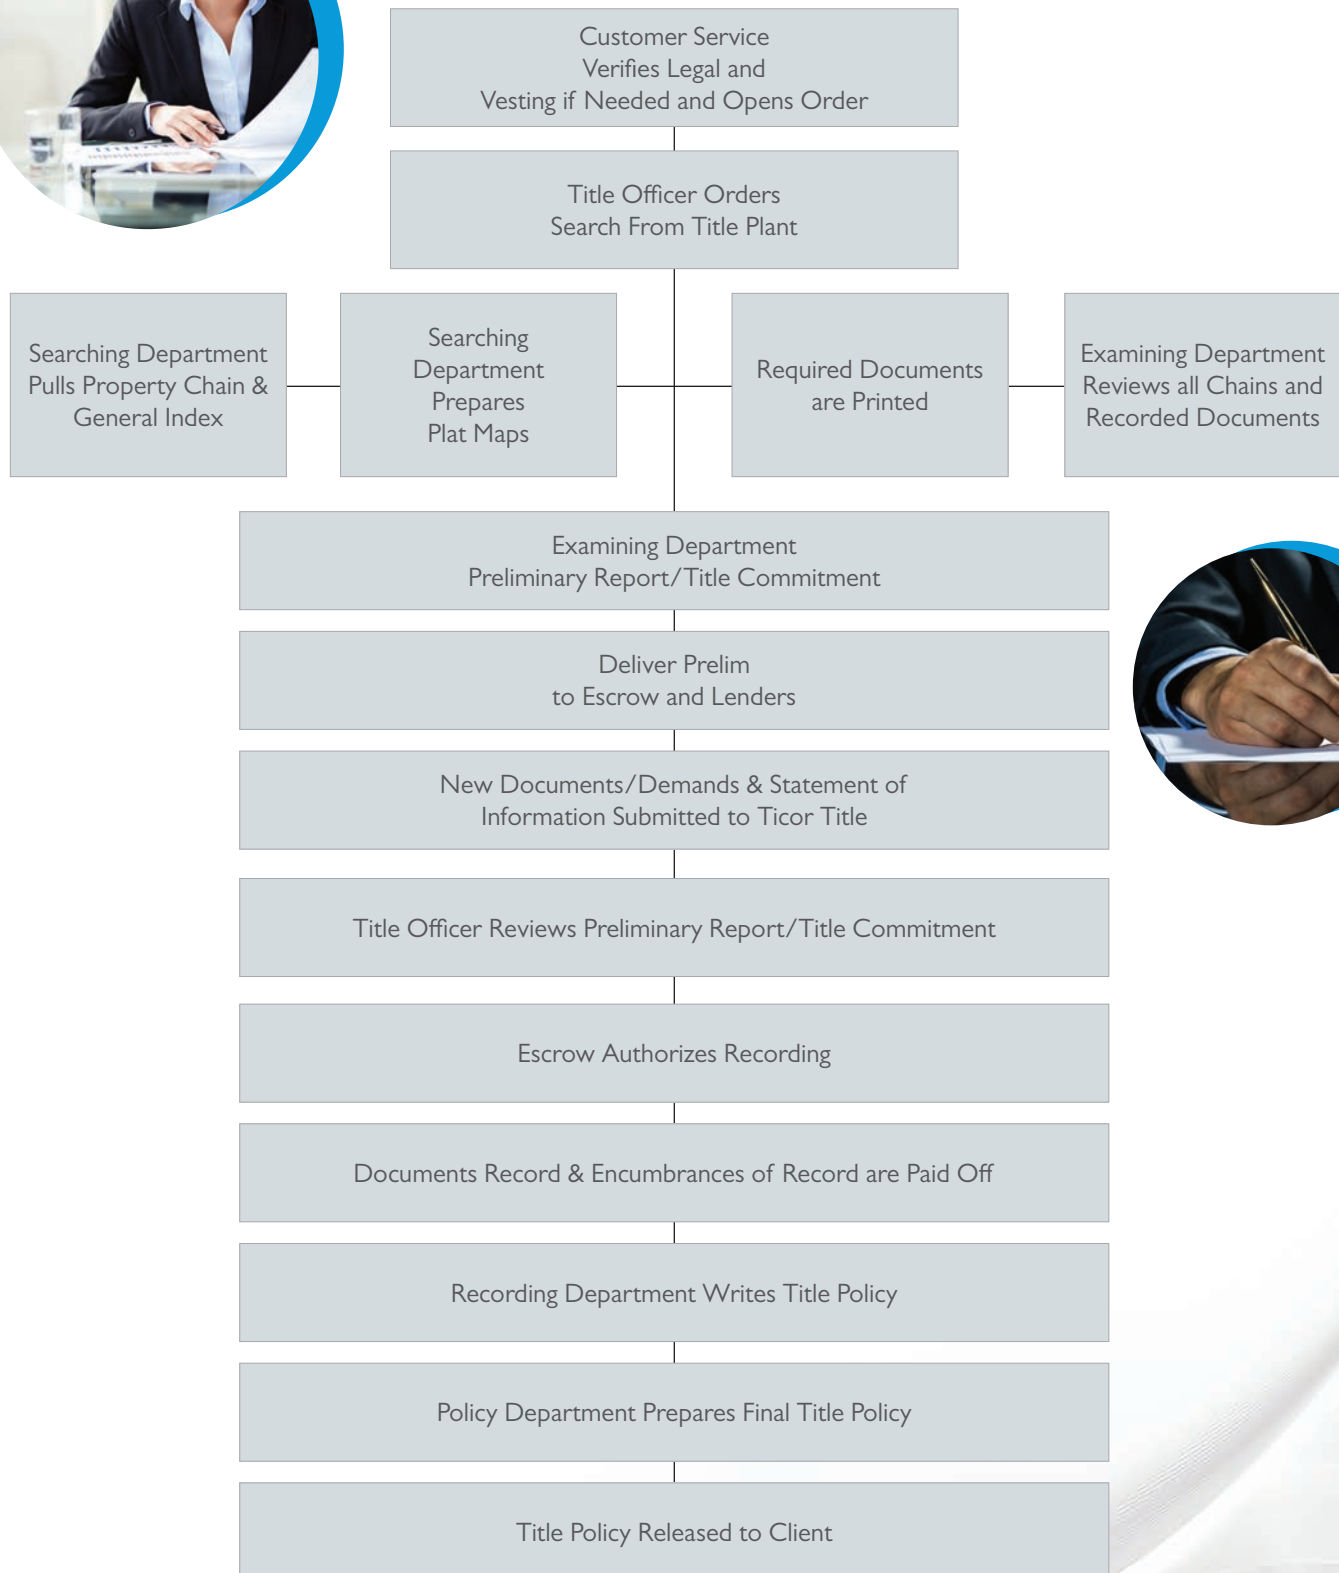 Customer Service
Verifies Legal and
Vesting if Needed and Opens Order
Title Officer Orders
Search From Title Plant
Searching Department
Pulls Property Chain &
General Index
Searching
Department
Prepares
Plat Maps
Required Documents
are Printed
Examining Department
Reviews all Chains and
Recorded Documents
Examining Department
Preliminary Report/Title Commitment
Deliver Prelim
to Escrow and Lenders
New Documents/Demands & Statement of
Information Submitted to Ticor Title
Title Officer Reviews Preliminary Report/Title Commitment
Escrow Authorizes Recording
Documents Record & Encumbrances of Record are Paid Off
Recording Department Writes Title Policy
Policy Department Prepares Final Title Policy
Title Policy Released to Client